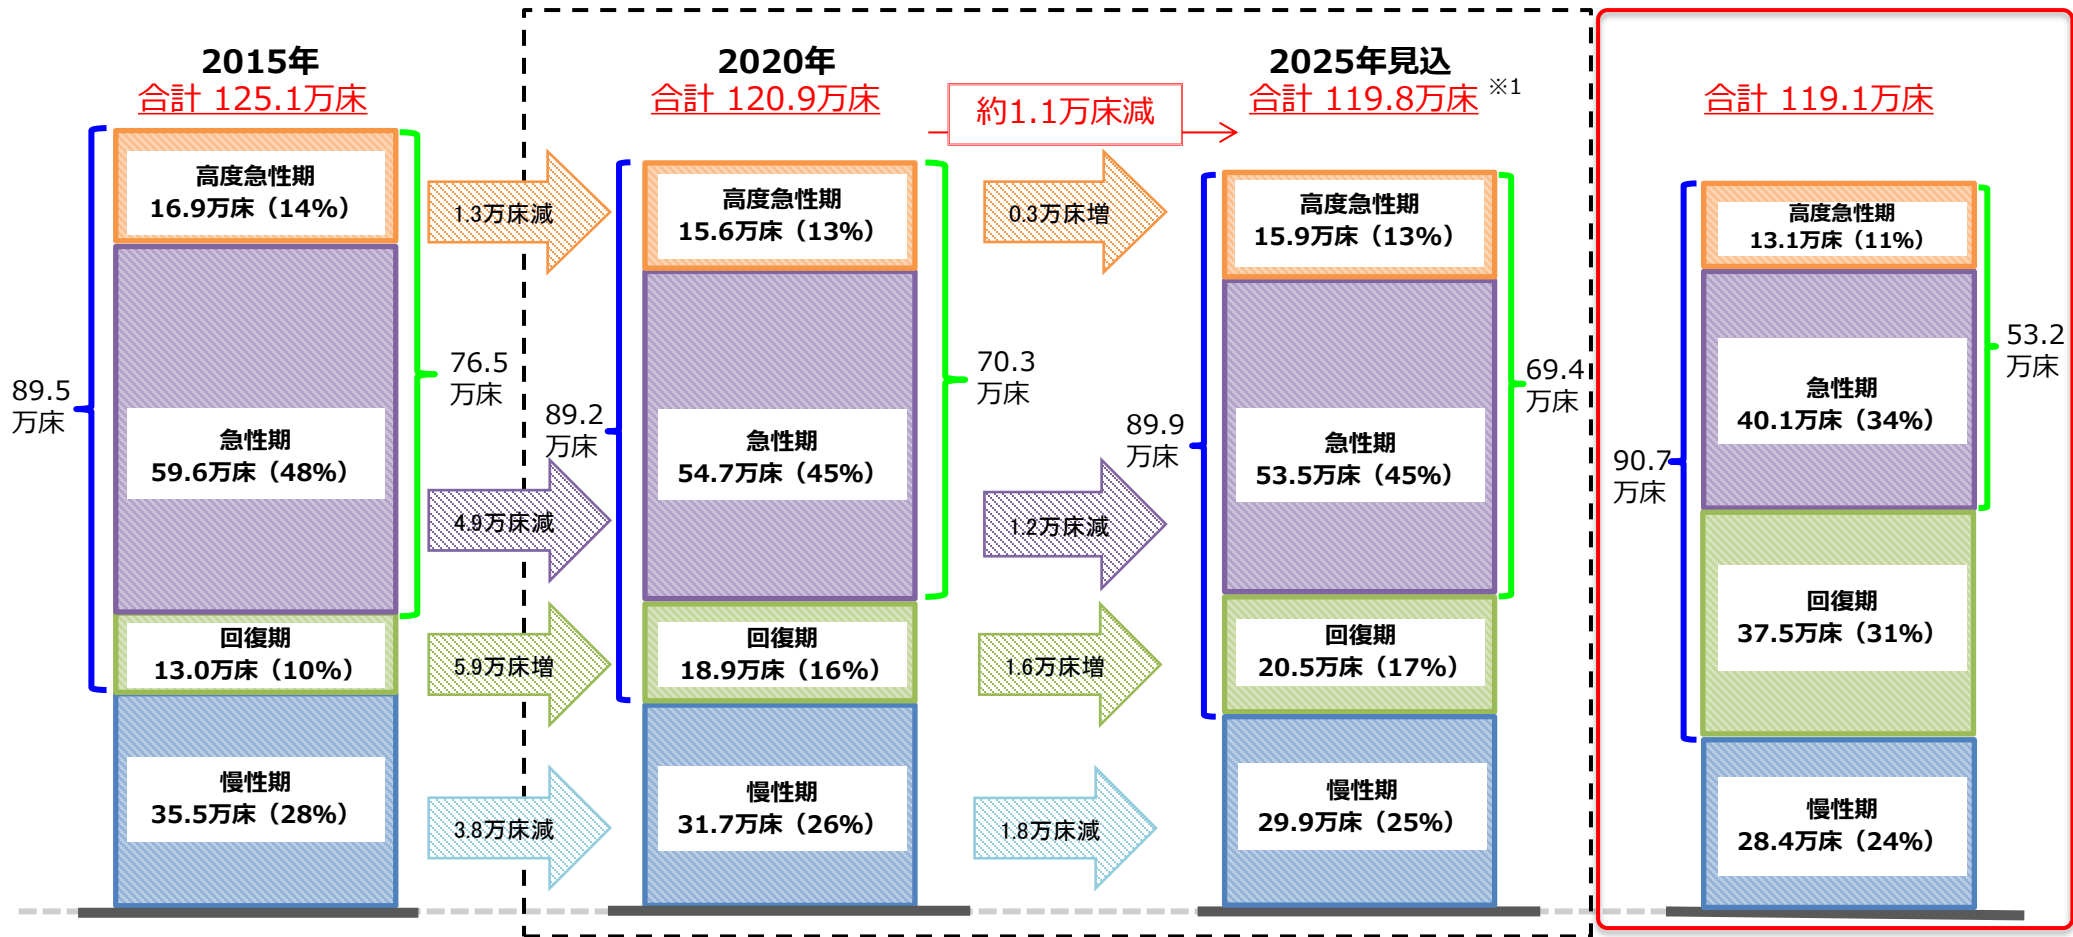 2015年
合計 125.1万床
高度急性期
16.9万床（14%）
急性期
59.6万床（48%）
回復期
13.0万床（10%）
慢性期
35.5万床（28%）
89.5
万床
76.5
万床
1.3万床減
4.9万床減
5.9万床増
3.8万床減
2020年
合計 120.9万床
高度急性期
15.6万床（13%）
急性期
54.7万床（45%）
回復期
18.9万床（16%）
慢性期
31.7万床（26%）
89.2
万床
70.3
万床
約1.1万床減
0.3万床増
1.2万床減
1.6万床増
1.8万床減
2025年見込
合計 119.8万床 ※1
高度急性期
15.9万床（13%）
急性期
53.5万床（45%）
回復期
20.5万床（17%）
慢性期
29.9万床（25%）
89.9
万床
69.4
万床
合計 119.1万床
高度急性期
13.1万床（11%）
急性期
40.1万床（34%）
回復期
37.5万床（31%）
慢性期
28.4万床（24%）
90.7
万床
53.2
万床